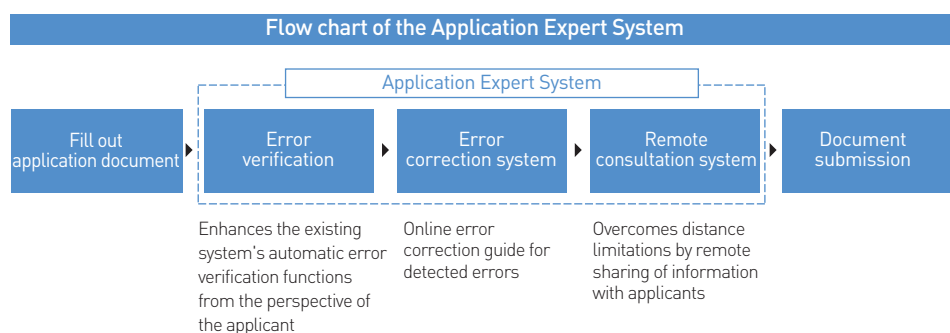 Flow chart of the Application Expert System
Application Expert System
Fill out
application document
Error
verification
Error
correction system
Remote
consultation system
Document
submission
Enhances the existing
system's automatic error
verification functions
from the perspective of
the applicant
Online error
correction guide for
detected errors
Overcomes distance
limitations by remote
sharing of information
with applicants